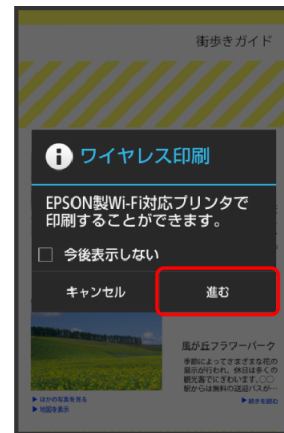 街歩きガイド
ワイヤレス印刷
EPSON製Wi-Fi対応プリンタで
印刷することができます。
今後表示しない
キャンセル
進む
風が丘フラワーパーク
季節によってさまざまな花の
展示が行われ、休日は多くの
観光客でにぎわいます。〇〇
駅からは無料の送迎バスが…
▶ ほかの写真を見る
▶ 地図を表示
▶ 続きを読む